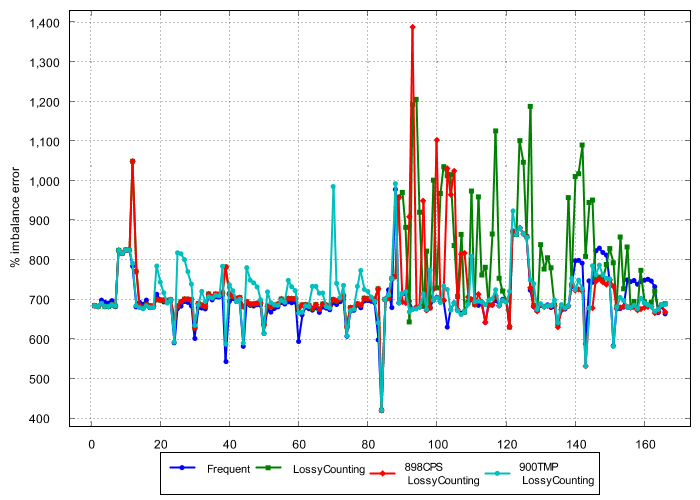 1,400
1,300
1,200
1,100
1,000
900
800
700
600
500
400
% imbalance error
0 20 40 60 80 100 120 140 160
Frequent LossyCounting 898CPS 900TMP
LossyCounting LossyCounting